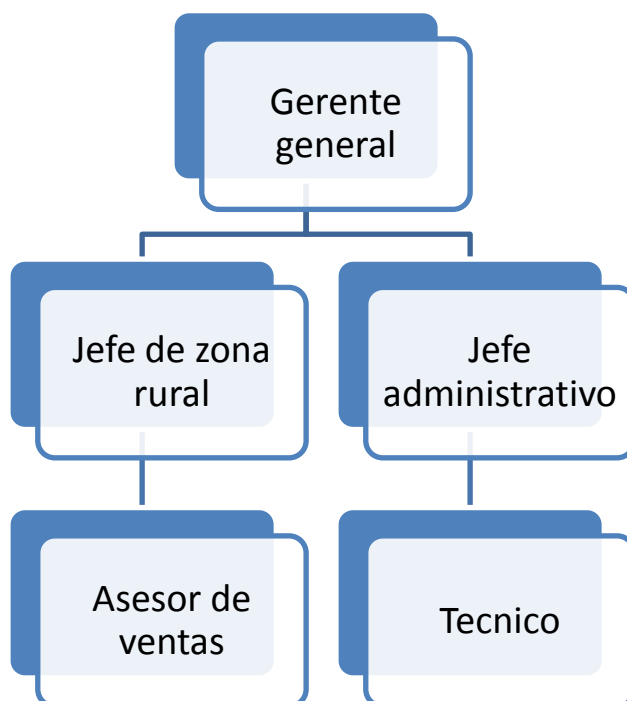 Gerente
general
Jefe de zona
rural
Jefe
administrativo
Asesor de
ventas
Tecnico